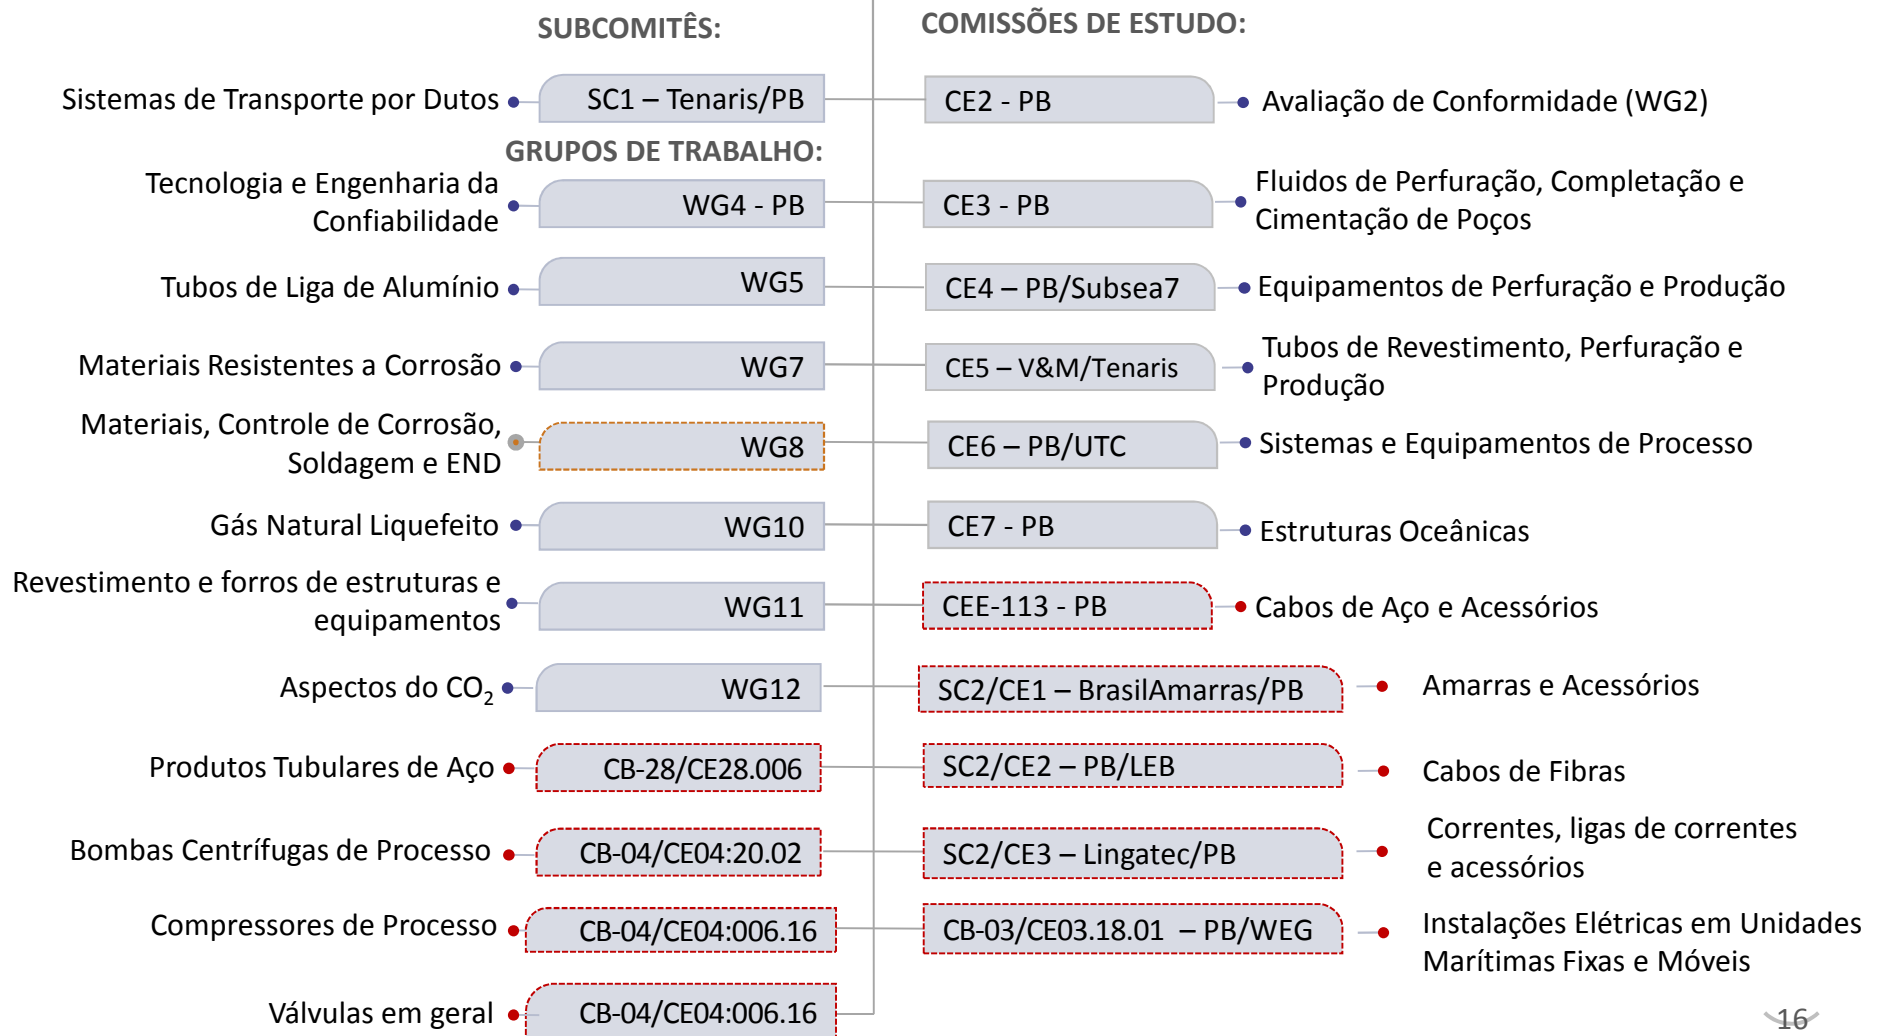 SUBCOMITÊS:
COMISSÕES DE ESTUDO:
Sistemas de Transporte por Dutos
SC1 – Tenaris/PB
CE2 - PB
Avaliação de Conformidade (WG2)
GRUPOS DE TRABALHO:
Tecnologia e Engenharia da
Confiabilidade
WG4 - PB
CE3 - PB
Fluidos de Perfuração, Completação e
Cimentação de Poços
Tubos de Liga de Alumínio
WG5
CE4 – PB/Subsea7
Equipamentos de Perfuração e Produção
Materiais Resistentes a Corrosão
WG7
CE5 – V&M/Tenaris
Tubos de Revestimento, Perfuração e
Produção
Materiais, Controle de Corrosão,
Soldagem e END
WG8
CE6 – PB/UTC
Sistemas e Equipamentos de Processo
Gás Natural Liquefeito
WG10
CE7 - PB
Estruturas Oceânicas
Revestimento e forros de estruturas e
equipamentos
WG11
CEE-113 - PB
Cabos de Aço e Acessórios
Aspectos do CO₂
WG12
SC2/CE1 – BrasilAmarras/PB
Amarras e Acessórios
Produtos Tubulares de Aço
CB-28/CE28.006
SC2/CE2 – PB/LEB
Cabos de Fibras
Bombas Centrífugas de Processo
CB-04/CE04:20.02
SC2/CE3 – Lingatec/PB
Correntes, ligas de correntes
e acessórios
Compressores de Processo
CB-04/CE04:006.16
CB-03/CE03.18.01 – PB/WEG
Instalações Elétricas em Unidades
Marítimas Fixas e Móveis
Válvulas em geral
CB-04/CE04:006.16
16